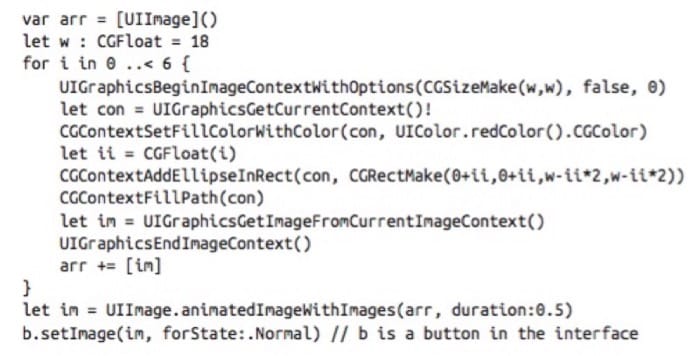 var arr = [UIImage]()
let w : CGFloat = 18
for i in 0 ..< 6 {
    UIGraphicsBeginImageContextWithOptions(CGSizeMake(w,w), false, 0)
    let con = UIGraphicsGetCurrentContext()!
    CGContextSetFillColorWithColor(con, UIColor.redColor().CGColor)
    let ii = CGFloat(i)
    CGContextAddEllipseInRect(con, CGRectMake(0+ii,0+ii,w-ii*2,w-ii*2))
    CGContextFillPath(con)
    let im = UIGraphicsGetImageFromCurrentImageContext()
    UIGraphicsEndImageContext()
    arr += [im]
}
let im = UIImage.animatedImageWithImages(arr, duration:0.5)
b.setImage(im, forState:.Normal) // b is a button in the interface